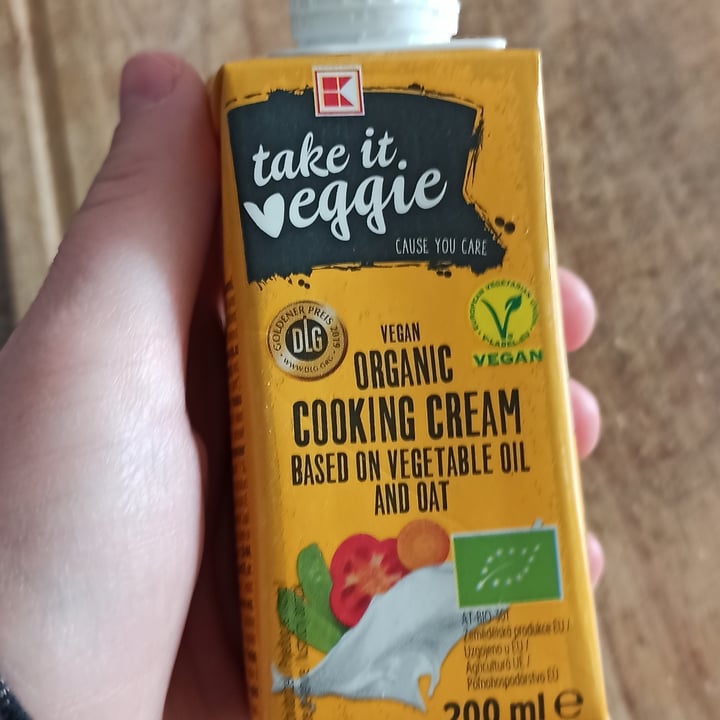 K
take it
veggie
CAUSE YOU CARE
GOLDENER PREIS
2019
DLG
WWW.DLG.ORG
V-LABEL.EU
VEGAN
VEGAN
ORGANIC
COOKING CREAM
BASED ON VEGETABLE OIL
AND OAT
AT-BIO-301
Zemědělská produkce EU /
Uzgojeno u EU /
Agricultură UE /
Poľnohospodárstvo EÚ
200 ml e